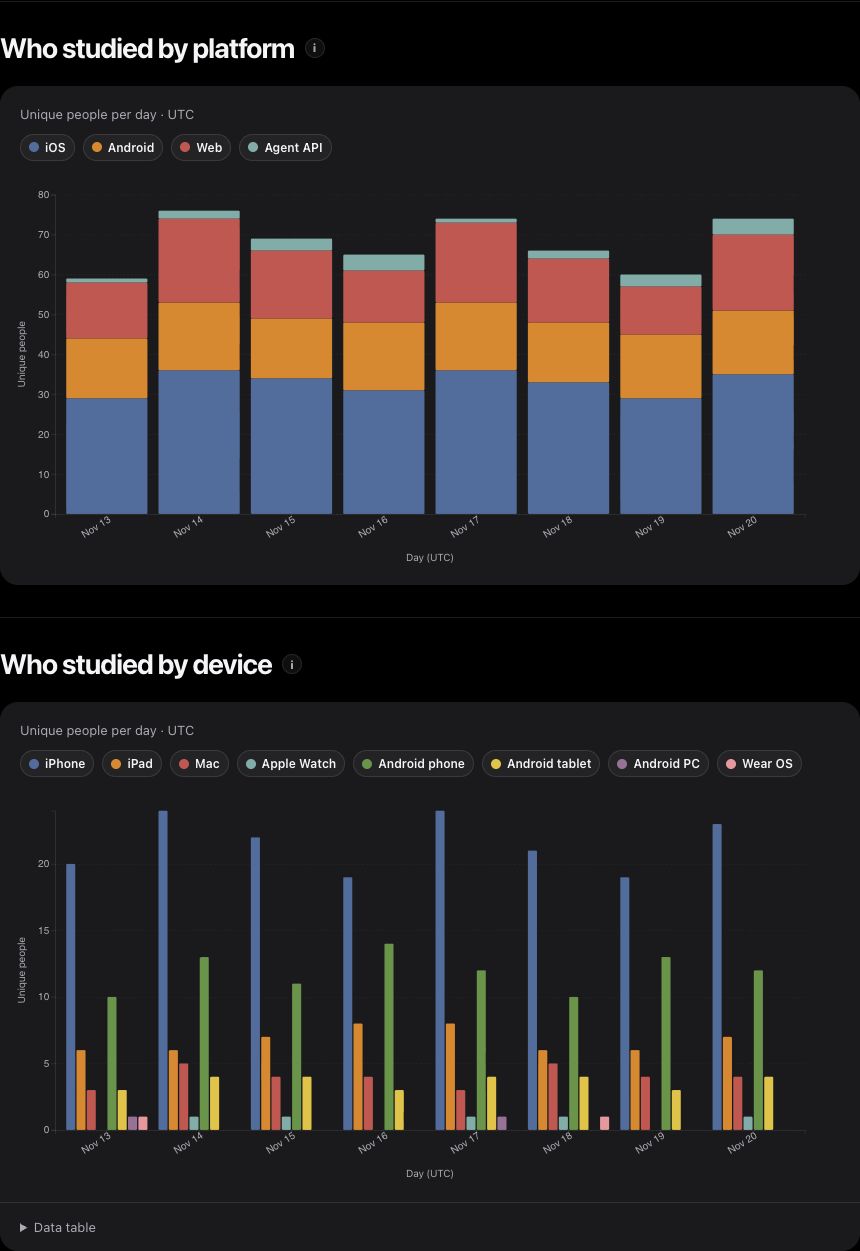 Who studied by platform i
Unique people per day · UTC
iOS Android Web Agent API
80
70
60
50
40
30
20
10
0
Unique people
Nov 13 Nov 14 Nov 15 Nov 16 Nov 17 Nov 18 Nov 19 Nov 20
Day (UTC)
Who studied by device i
Unique people per day · UTC
iPhone iPad Mac Apple Watch Android phone Android tablet Android PC Wear OS
20
15
10
5
0
Unique people
Nov 13 Nov 14 Nov 15 Nov 16 Nov 17 Nov 18 Nov 19 Nov 20
Day (UTC)
Data table